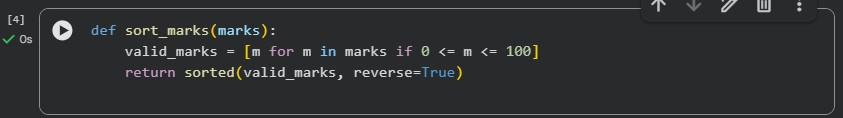 [4]
0s
def sort_marks(marks):
    valid_marks = [m for m in marks if 0 <= m <= 100]
    return sorted(valid_marks, reverse=True)